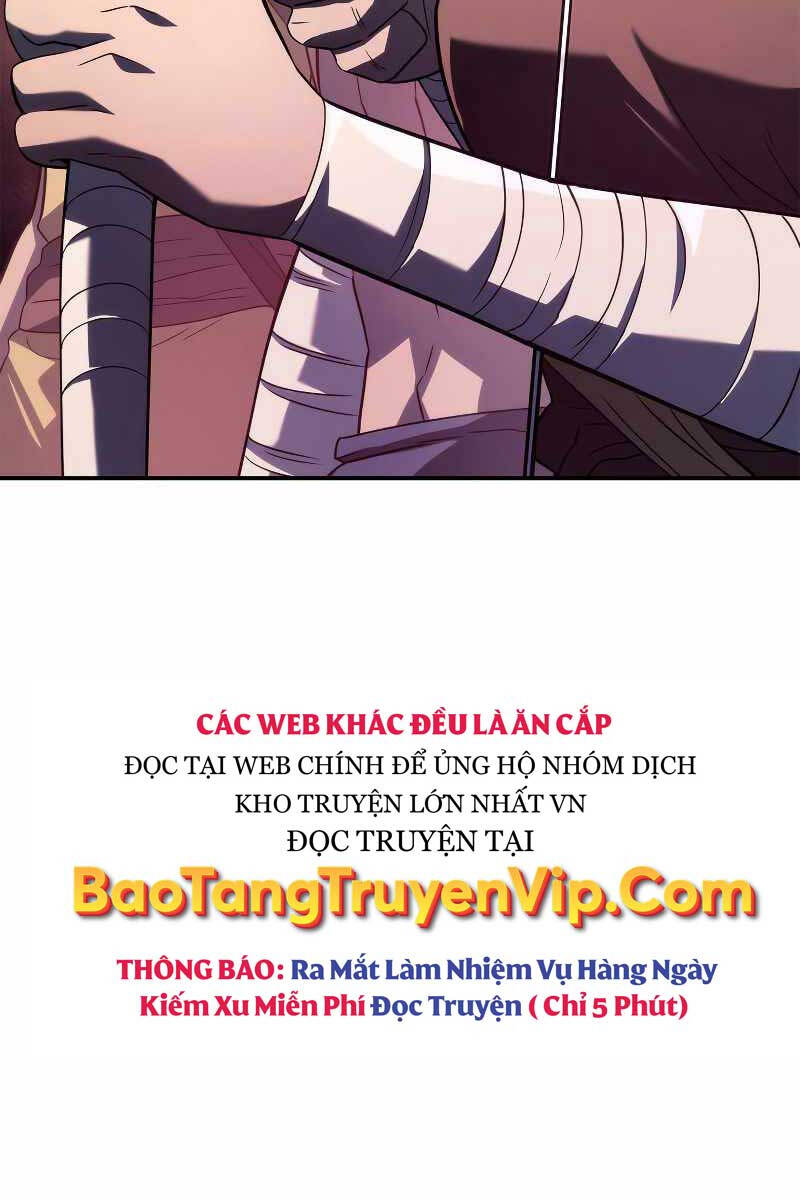 CÁC WEB KHÁC ĐỀU LÀ ĂN CẮP
ĐỌC TẠI WEB CHÍNH ĐỂ ỦNG HỘ NHÓM DỊCH
KHO TRUYỆN LỚN NHẤT VN
ĐỌC TRUYỆN TẠI
BaoTangTruyenVip.Com
THÔNG BÁO: Ra Mắt Làm Nhiệm Vụ Hàng Ngày
Kiếm Xu Miễn Phí Đọc Truyện ( Chỉ 5 Phút)